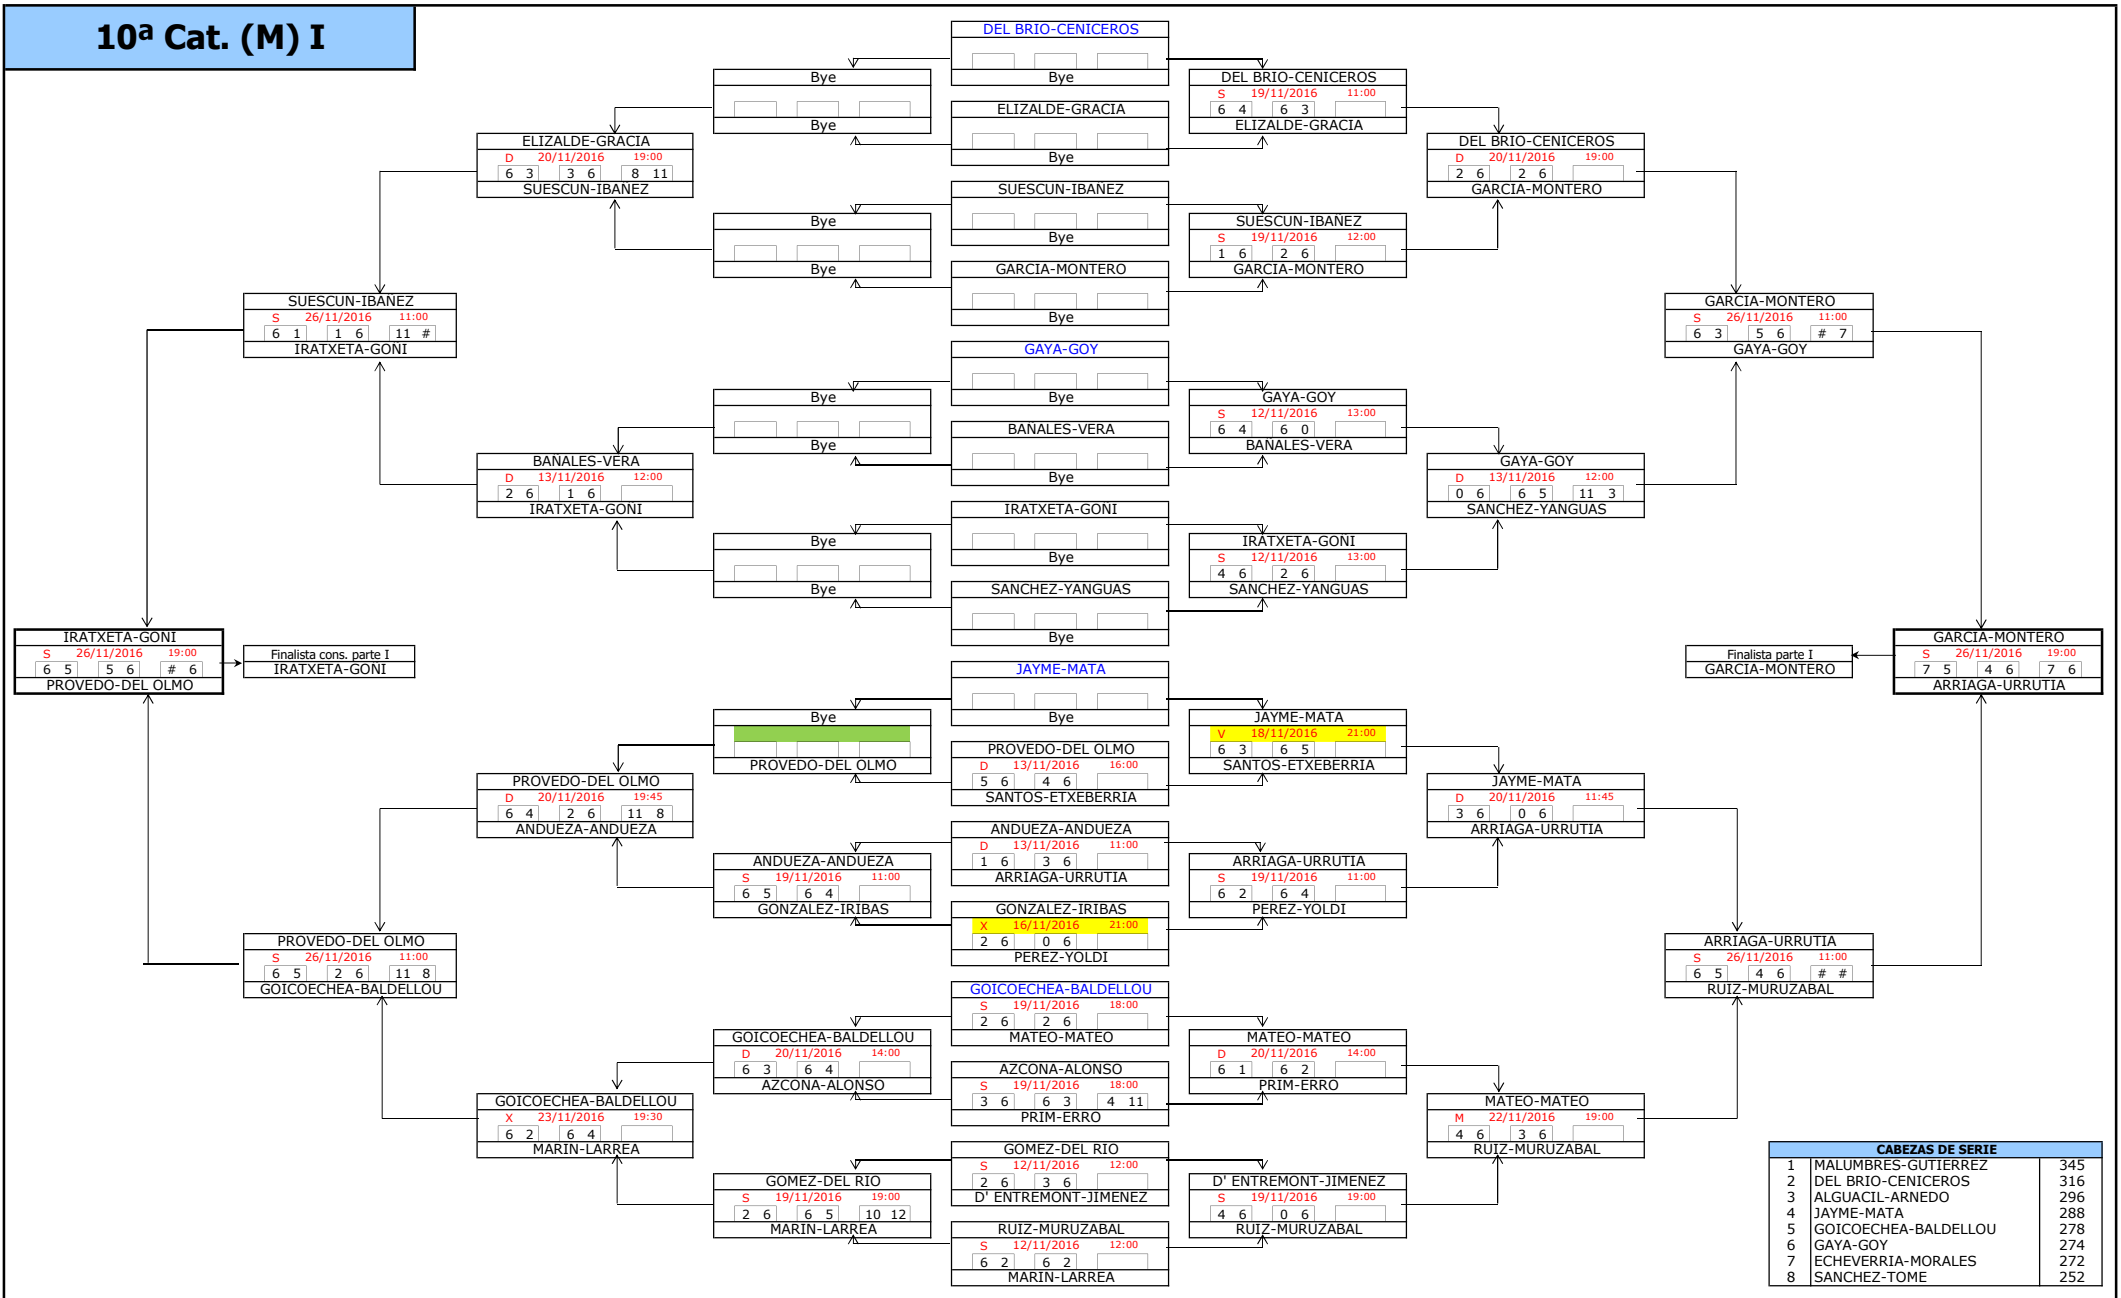 10ª Cat. (M) I
DEL BRIO-CENICEROS
Bye
ELIZALDE-GRACIA
Bye
SUESCUN-IBAÑEZ
Bye
GARCIA-MONTERO
Bye
GAYA-GOY
Bye
BAÑALES-VERA
Bye
IRATXETA-GOÑI
Bye
SANCHEZ-YANGUAS
Bye
JAYME-MATA
Bye
PROVEDO-DEL OLMO
D 13/11/2016 16:00
5 6 4 6
SANTOS-ETXEBERRIA
ANDUEZA-ANDUEZA
D 13/11/2016 11:00
1 6 3 6
ARRIAGA-URRUTIA
GONZALEZ-IRIBAS
X 16/11/2016 21:00
2 6 0 6
PEREZ-YOLDI
GOICOECHEA-BALDELLOU
S 19/11/2016 18:00
2 6 2 6
MATEO-MATEO
AZCONA-ALONSO
S 19/11/2016 18:00
3 6 6 3 4 11
PRIM-ERRO
GOMEZ-DEL RIO
S 12/11/2016 12:00
2 6 3 6
D' ENTREMONT-JIMENEZ
RUIZ-MURUZABAL
S 12/11/2016 12:00
6 2 6 2
MARIN-LARREA
Bye
Bye
Bye
Bye
Bye
Bye
Bye
Bye
Bye
PROVEDO-DEL OLMO
ANDUEZA-ANDUEZA
S 19/11/2016 11:00
6 5 6 4
GONZALEZ-IRIBAS
GOICOECHEA-BALDELLOU
D 20/11/2016 14:00
6 3 6 4
AZCONA-ALONSO
GOMEZ-DEL RIO
S 19/11/2016 19:00
2 6 6 5 10 12
MARIN-LARREA
ELIZALDE-GRACIA
D 20/11/2016 19:00
6 3 3 6 8 11
SUESCUN-IBAÑEZ
BAÑALES-VERA
D 13/11/2016 12:00
2 6 1 6
IRATXETA-GOÑI
PROVEDO-DEL OLMO
D 20/11/2016 19:45
6 4 2 6 11 8
ANDUEZA-ANDUEZA
GOICOECHEA-BALDELLOU
X 23/11/2016 19:30
6 2 6 4
MARIN-LARREA
SUESCUN-IBAÑEZ
S 26/11/2016 11:00
6 1 1 6 11 #
IRATXETA-GOÑI
PROVEDO-DEL OLMO
S 26/11/2016 11:00
6 5 2 6 11 8
GOICOECHEA-BALDELLOU
IRATXETA-GOÑI
S 26/11/2016 19:00
6 5 5 6 # 6
PROVEDO-DEL OLMO
Finalista cons. parte I
IRATXETA-GOÑI
DEL BRIO-CENICEROS
S 19/11/2016 11:00
6 4 6 3
ELIZALDE-GRACIA
SUESCUN-IBAÑEZ
S 19/11/2016 12:00
1 6 2 6
GARCIA-MONTERO
GAYA-GOY
S 12/11/2016 13:00
6 4 6 0
BAÑALES-VERA
IRATXETA-GOÑI
S 12/11/2016 13:00
4 6 2 6
SANCHEZ-YANGUAS
JAYME-MATA
V 18/11/2016 21:00
6 3 6 5
SANTOS-ETXEBERRIA
ARRIAGA-URRUTIA
S 19/11/2016 11:00
6 2 6 4
PEREZ-YOLDI
MATEO-MATEO
D 20/11/2016 14:00
6 1 6 2
PRIM-ERRO
D' ENTREMONT-JIMENEZ
S 19/11/2016 19:00
4 6 0 6
RUIZ-MURUZABAL
DEL BRIO-CENICEROS
D 20/11/2016 19:00
2 6 2 6
GARCIA-MONTERO
GAYA-GOY
D 13/11/2016 12:00
0 6 6 5 11 3
SANCHEZ-YANGUAS
JAYME-MATA
D 20/11/2016 11:45
3 6 0 6
ARRIAGA-URRUTIA
MATEO-MATEO
M 22/11/2016 19:00
4 6 3 6
RUIZ-MURUZABAL
GARCIA-MONTERO
S 26/11/2016 11:00
6 3 5 6 # 7
GAYA-GOY
ARRIAGA-URRUTIA
S 26/11/2016 11:00
6 5 4 6 # #
RUIZ-MURUZABAL
Finalista parte I
GARCIA-MONTERO
GARCIA-MONTERO
S 26/11/2016 19:00
7 5 4 6 7 6
ARRIAGA-URRUTIA
CABEZAS DE SERIE
1 MALUMBRES-GUTIERREZ 345
2 DEL BRIO-CENICEROS 316
3 ALGUACIL-ARNEDO 296
4 JAYME-MATA 288
5 GOICOECHEA-BALDELLOU 278
6 GAYA-GOY 274
7 ECHEVERRIA-MORALES 272
8 SANCHEZ-TOME 252